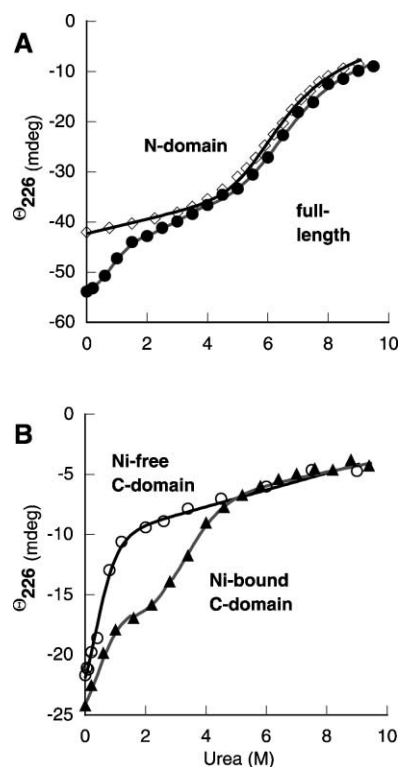 A
0
-10
-20
-30
-40
-50
-60
Θ226 (mdeg)
N-domain
full-
length
0 2 4 6 8 10
B
0
-5
-10
-15
-20
-25
Θ226 (mdeg)
Ni-free
C-domain
Ni-bound
C-domain
0 2 4 6 8 10
Urea (M)